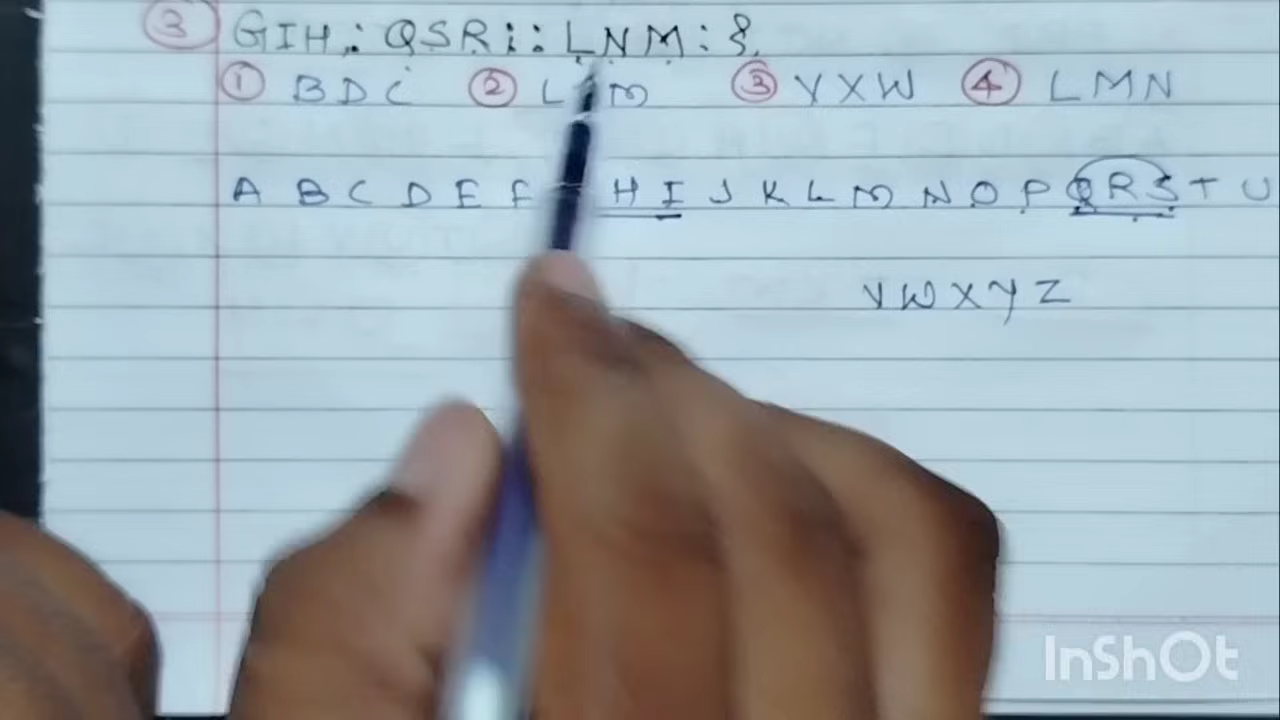 ③ GIH : QSR :: LNM : ?
① BDC ② L M ③ YXW ④ LMN
A B C D E F H I J K L M N O P Q R S T U
V W X Y Z
InShOt